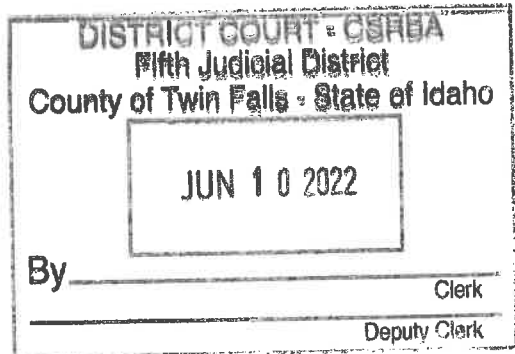 DISTRICT COURT - CSRBA
Fifth Judicial District
County of Twin Falls - State of Idaho
JUN 10 2022
By
Clerk
Deputy Clerk